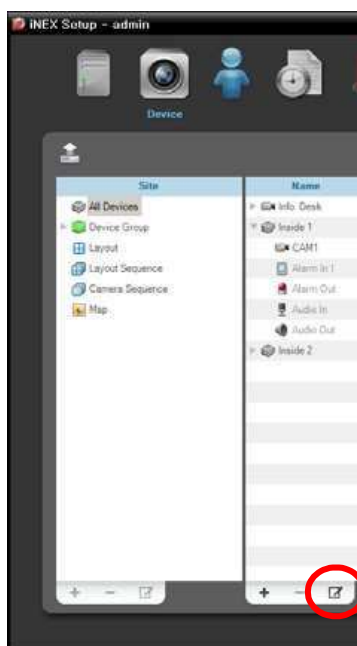 iNEX Setup - admin
Device
Site
All Devices
Device Group
Layout
Layout Sequence
Camera Sequence
Map
Name
Info. Desk
Inside 1
CAM1
Alarm In 1
Alarm Out
Audio In
Audio Out
Inside 2